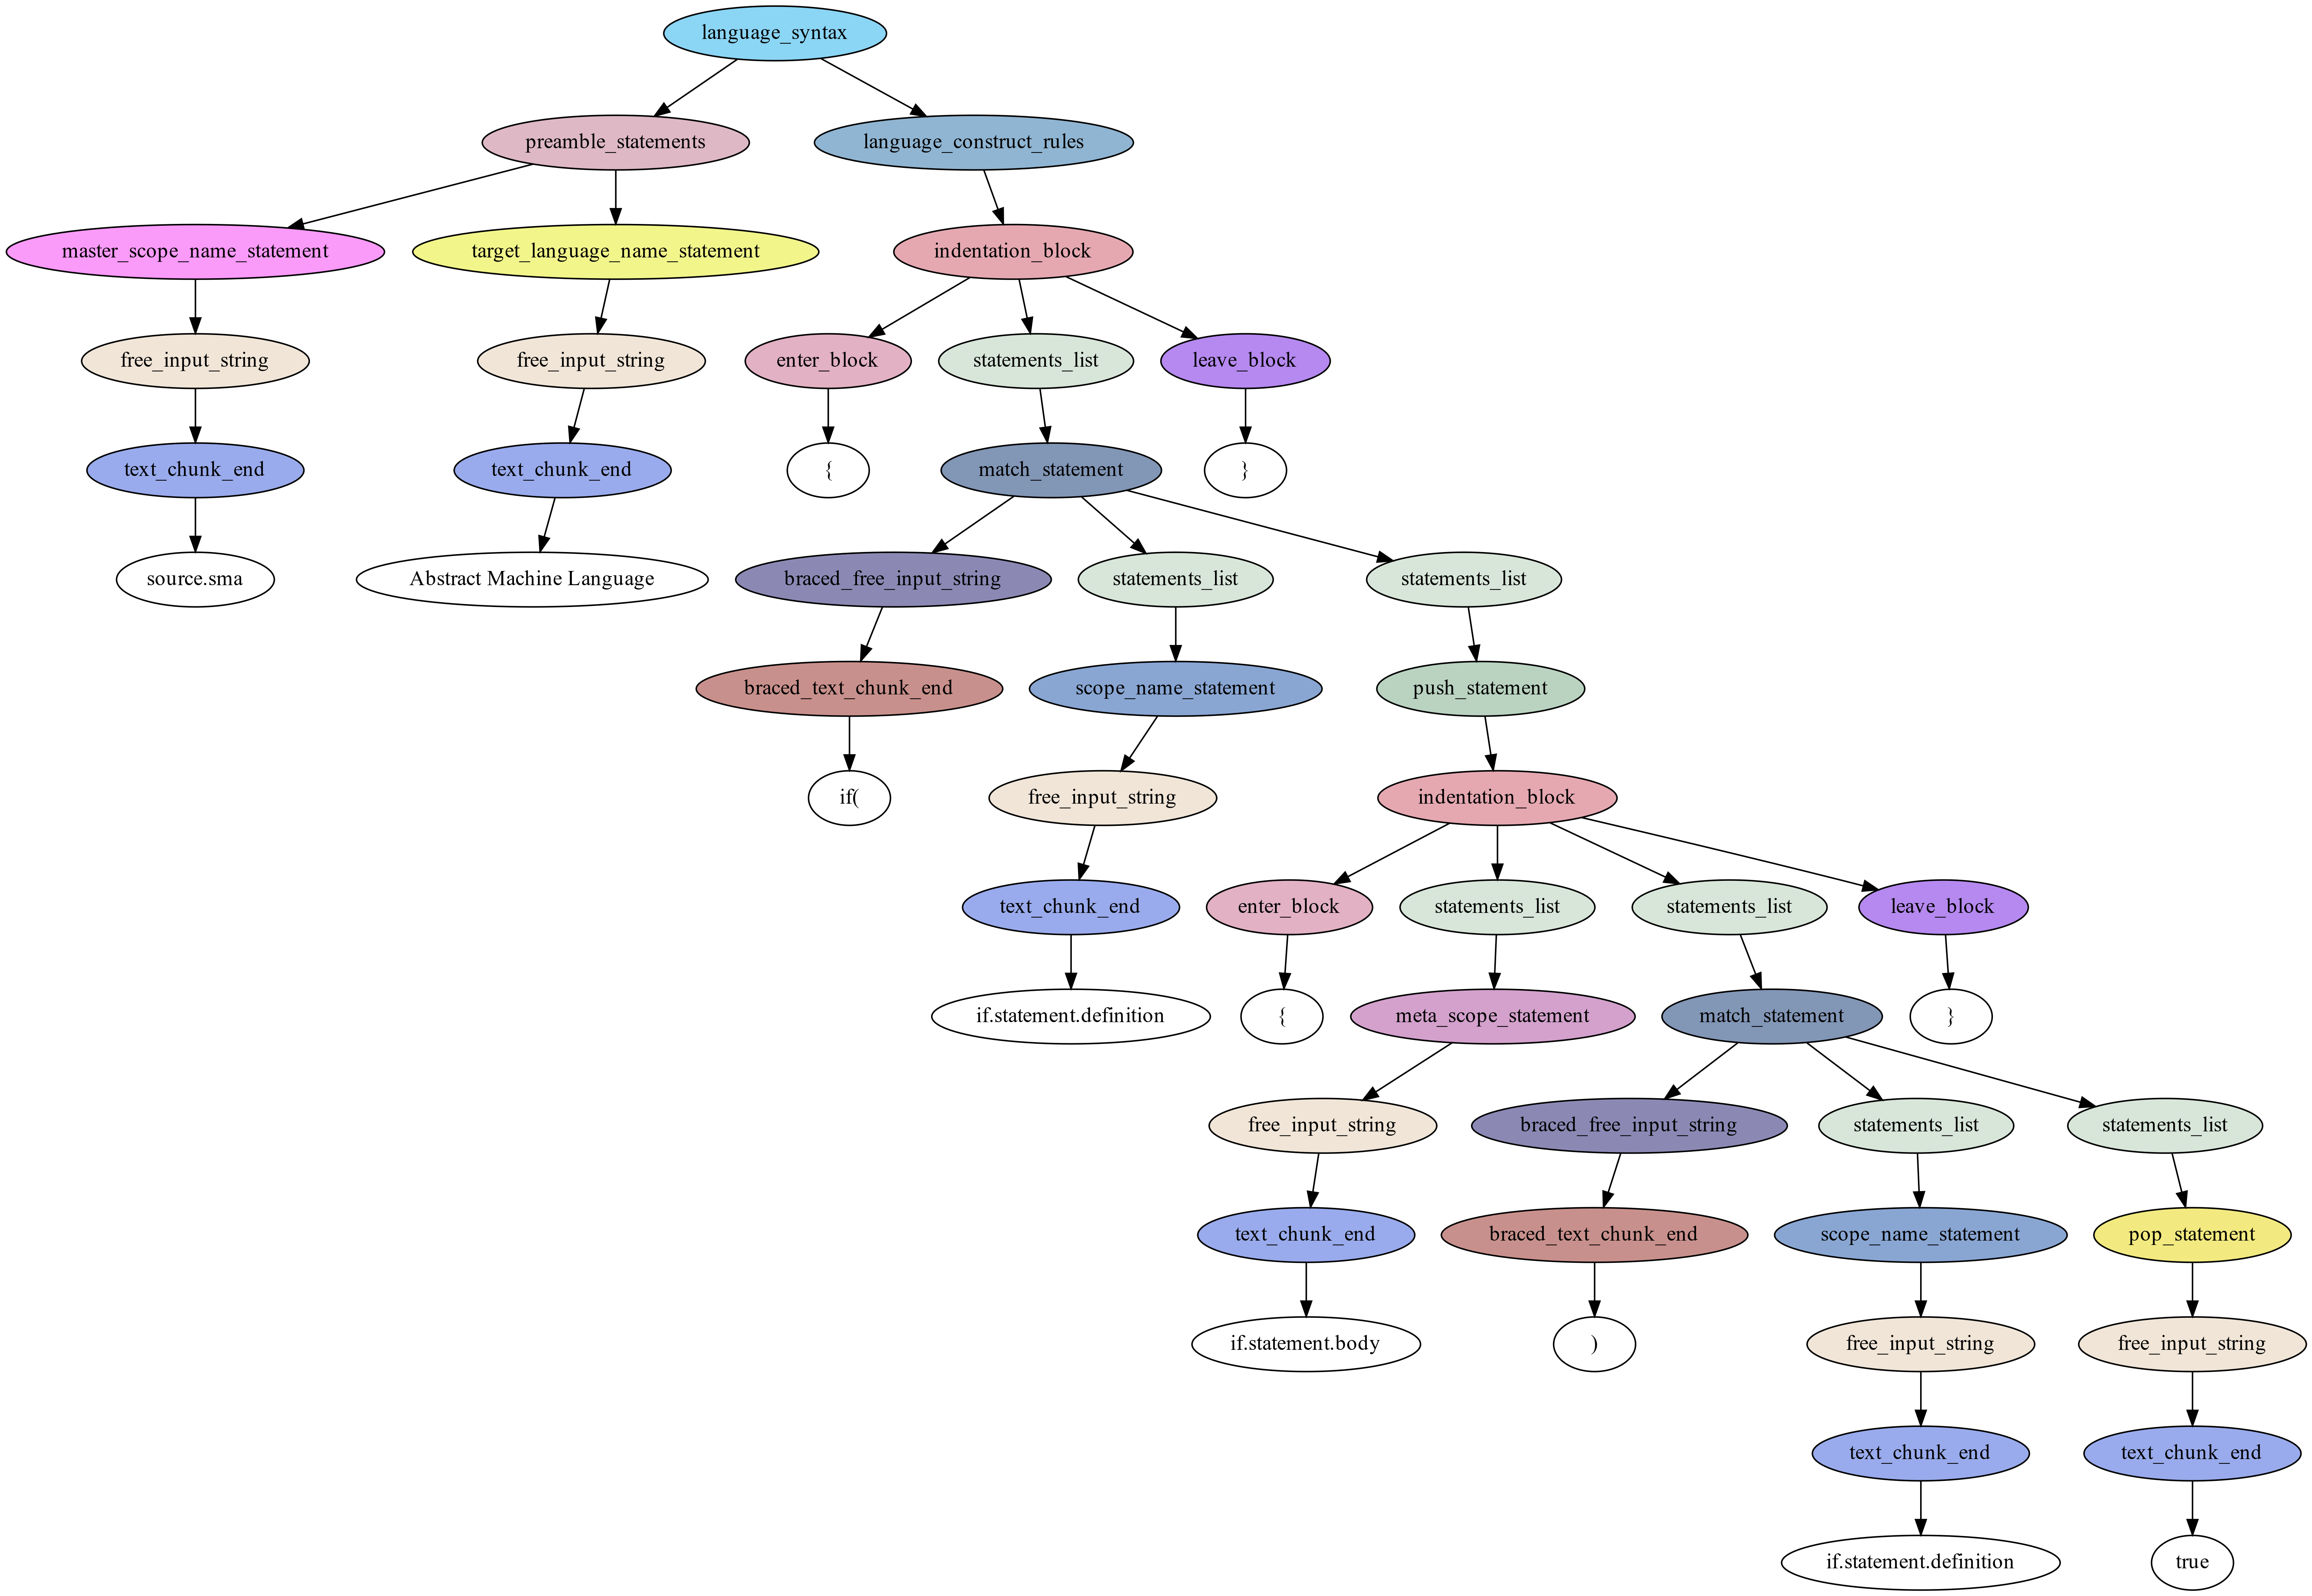 language_syntax
preamble_statements
language_construct_rules
master_scope_name_statement
target_language_name_statement
indentation_block
free_input_string
free_input_string
enter_block
statements_list
leave_block
text_chunk_end
text_chunk_end
{
match_statement
}
source.sma
Abstract Machine Language
braced_free_input_string
statements_list
statements_list
braced_text_chunk_end
scope_name_statement
push_statement
if(
free_input_string
indentation_block
text_chunk_end
enter_block
statements_list
statements_list
leave_block
if.statement.definition
{
meta_scope_statement
match_statement
}
free_input_string
braced_free_input_string
statements_list
statements_list
text_chunk_end
braced_text_chunk_end
scope_name_statement
pop_statement
if.statement.body
)
free_input_string
free_input_string
text_chunk_end
text_chunk_end
if.statement.definition
true